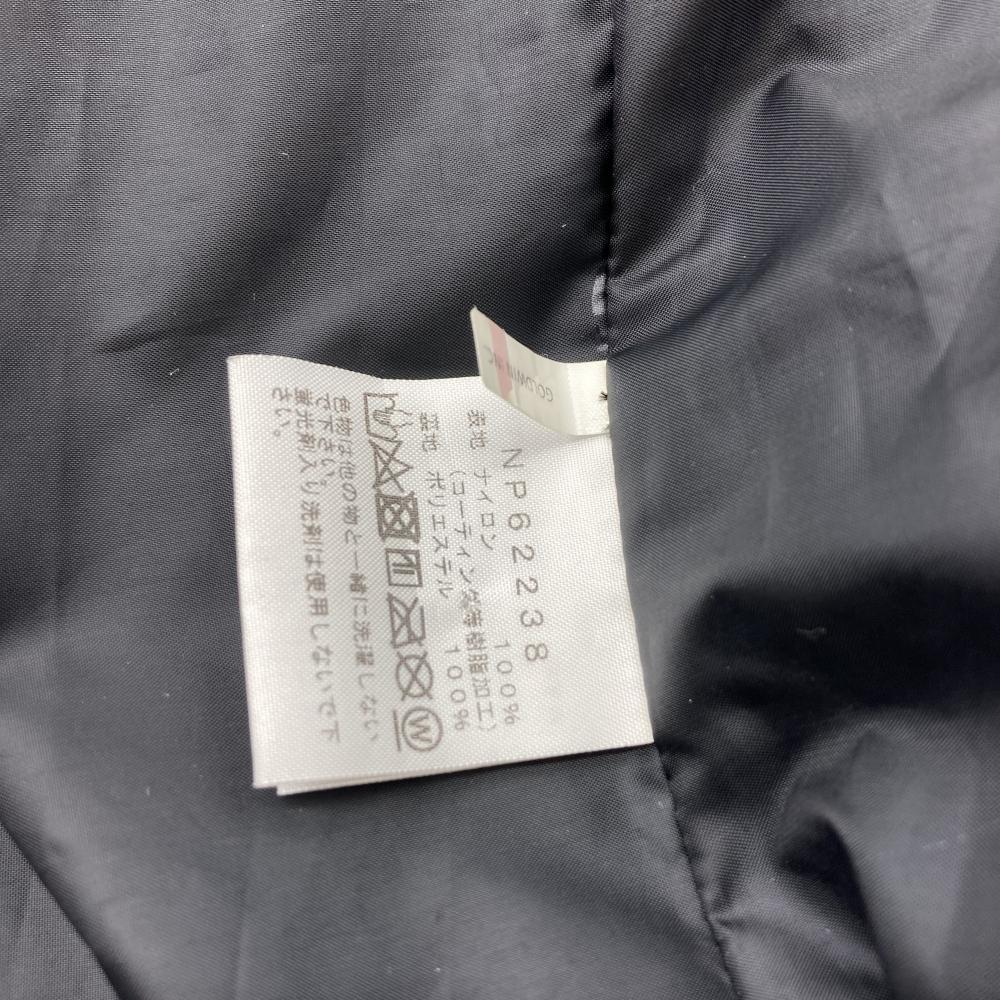 GOLDWIN INC
NP62238
表地 ナイロン 100%
(コーティング等樹脂加工)
裏地 ポリエステル 100%
W
色物は他の物と一緒に洗濯しない
で下さい。
蛍光剤入り洗剤は使用しないで下
さい。